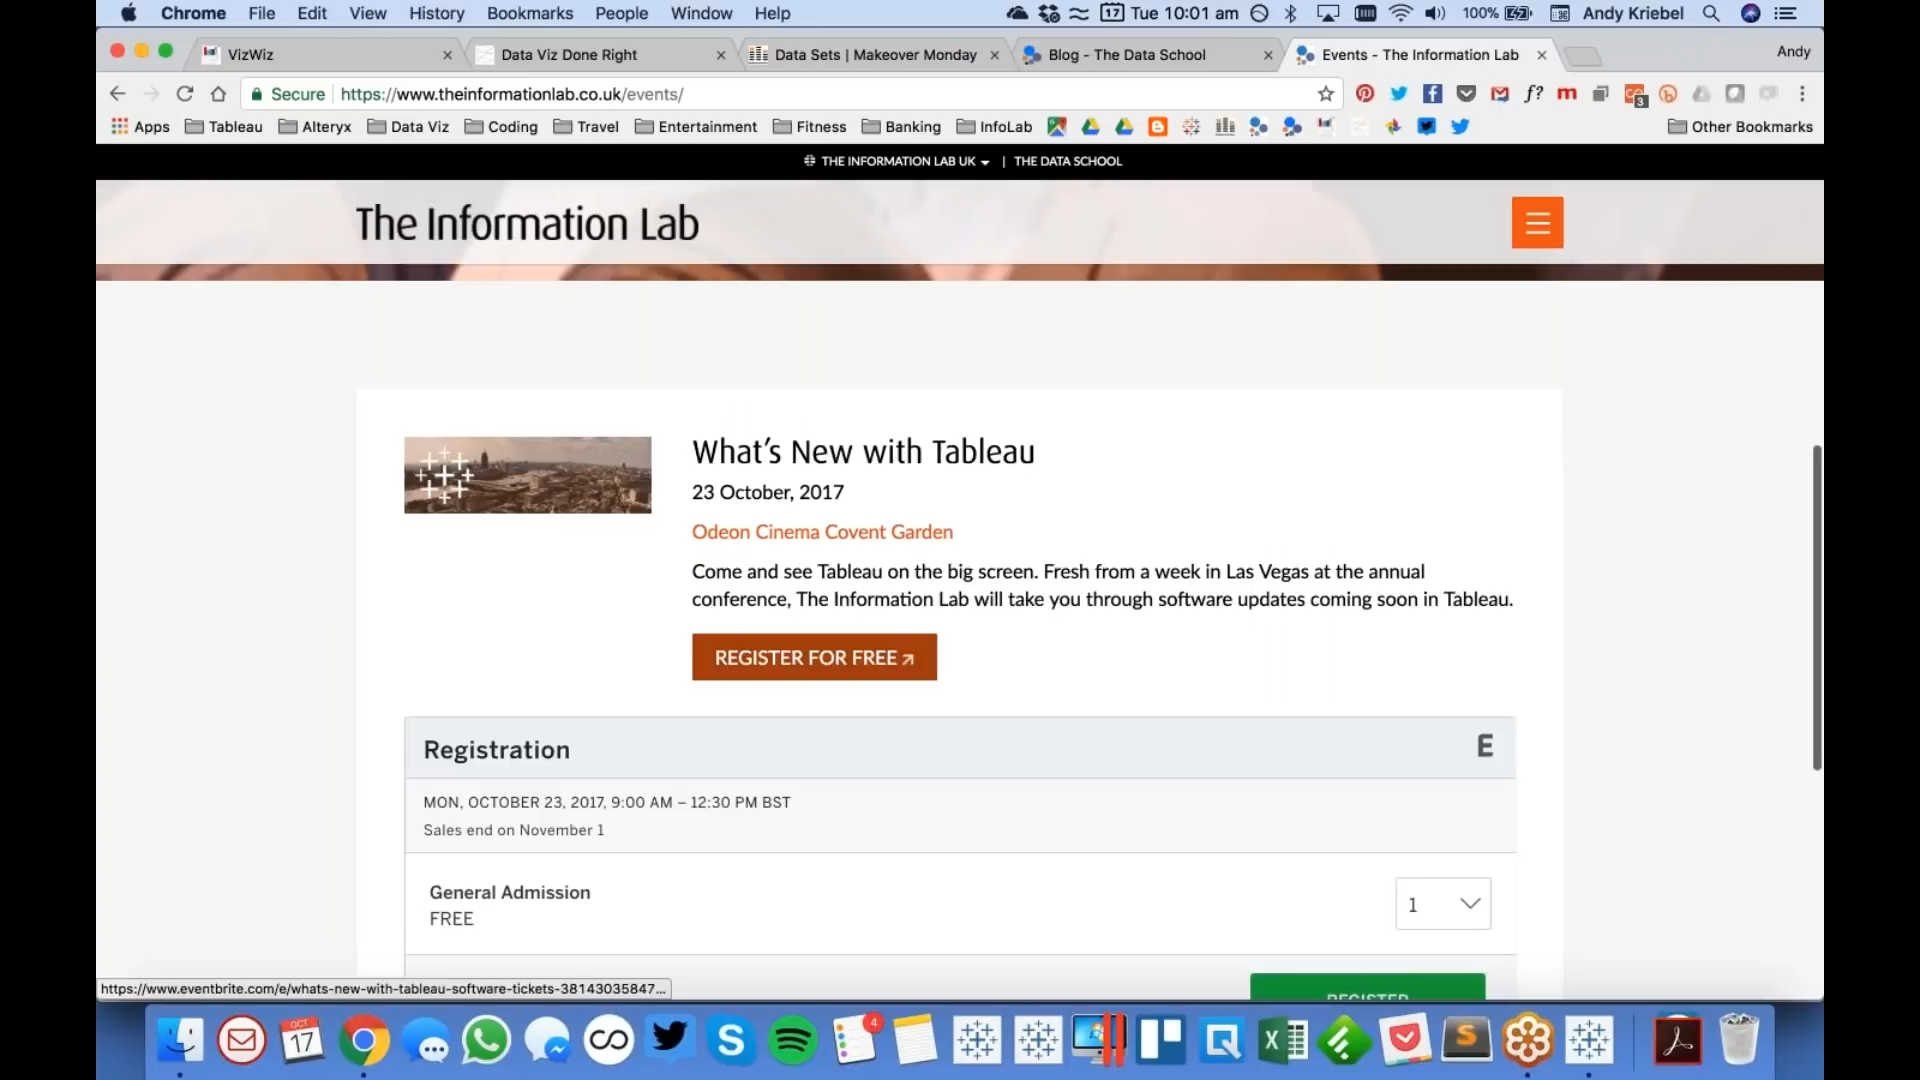 Chrome File Edit View History Bookmarks People Window Help 17 Tue 10:01 am 100% Andy Kriebel
VizWiz Data Viz Done Right Data Sets | Makeover Monday Blog - The Data School Events - The Information Lab Andy
Secure https://www.theinformationlab.co.uk/events/ f? m 3
Apps Tableau Alteryx Data Viz Coding Travel Entertainment Fitness Banking InfoLab Other Bookmarks
THE INFORMATION LAB UK | THE DATA SCHOOL
The Information Lab
What's New with Tableau
23 October, 2017
Odeon Cinema Covent Garden
Come and see Tableau on the big screen. Fresh from a week in Las Vegas at the annual
conference, The Information Lab will take you through software updates coming soon in Tableau.
REGISTER FOR FREE
Registration E
MON, OCTOBER 23, 2017, 9:00 AM – 12:30 PM BST
Sales end on November 1
General Admission
FREE
1
REGISTER
https://www.eventbrite.com/e/whats-new-with-tableau-software-tickets-38143035847...
OCT
17
4